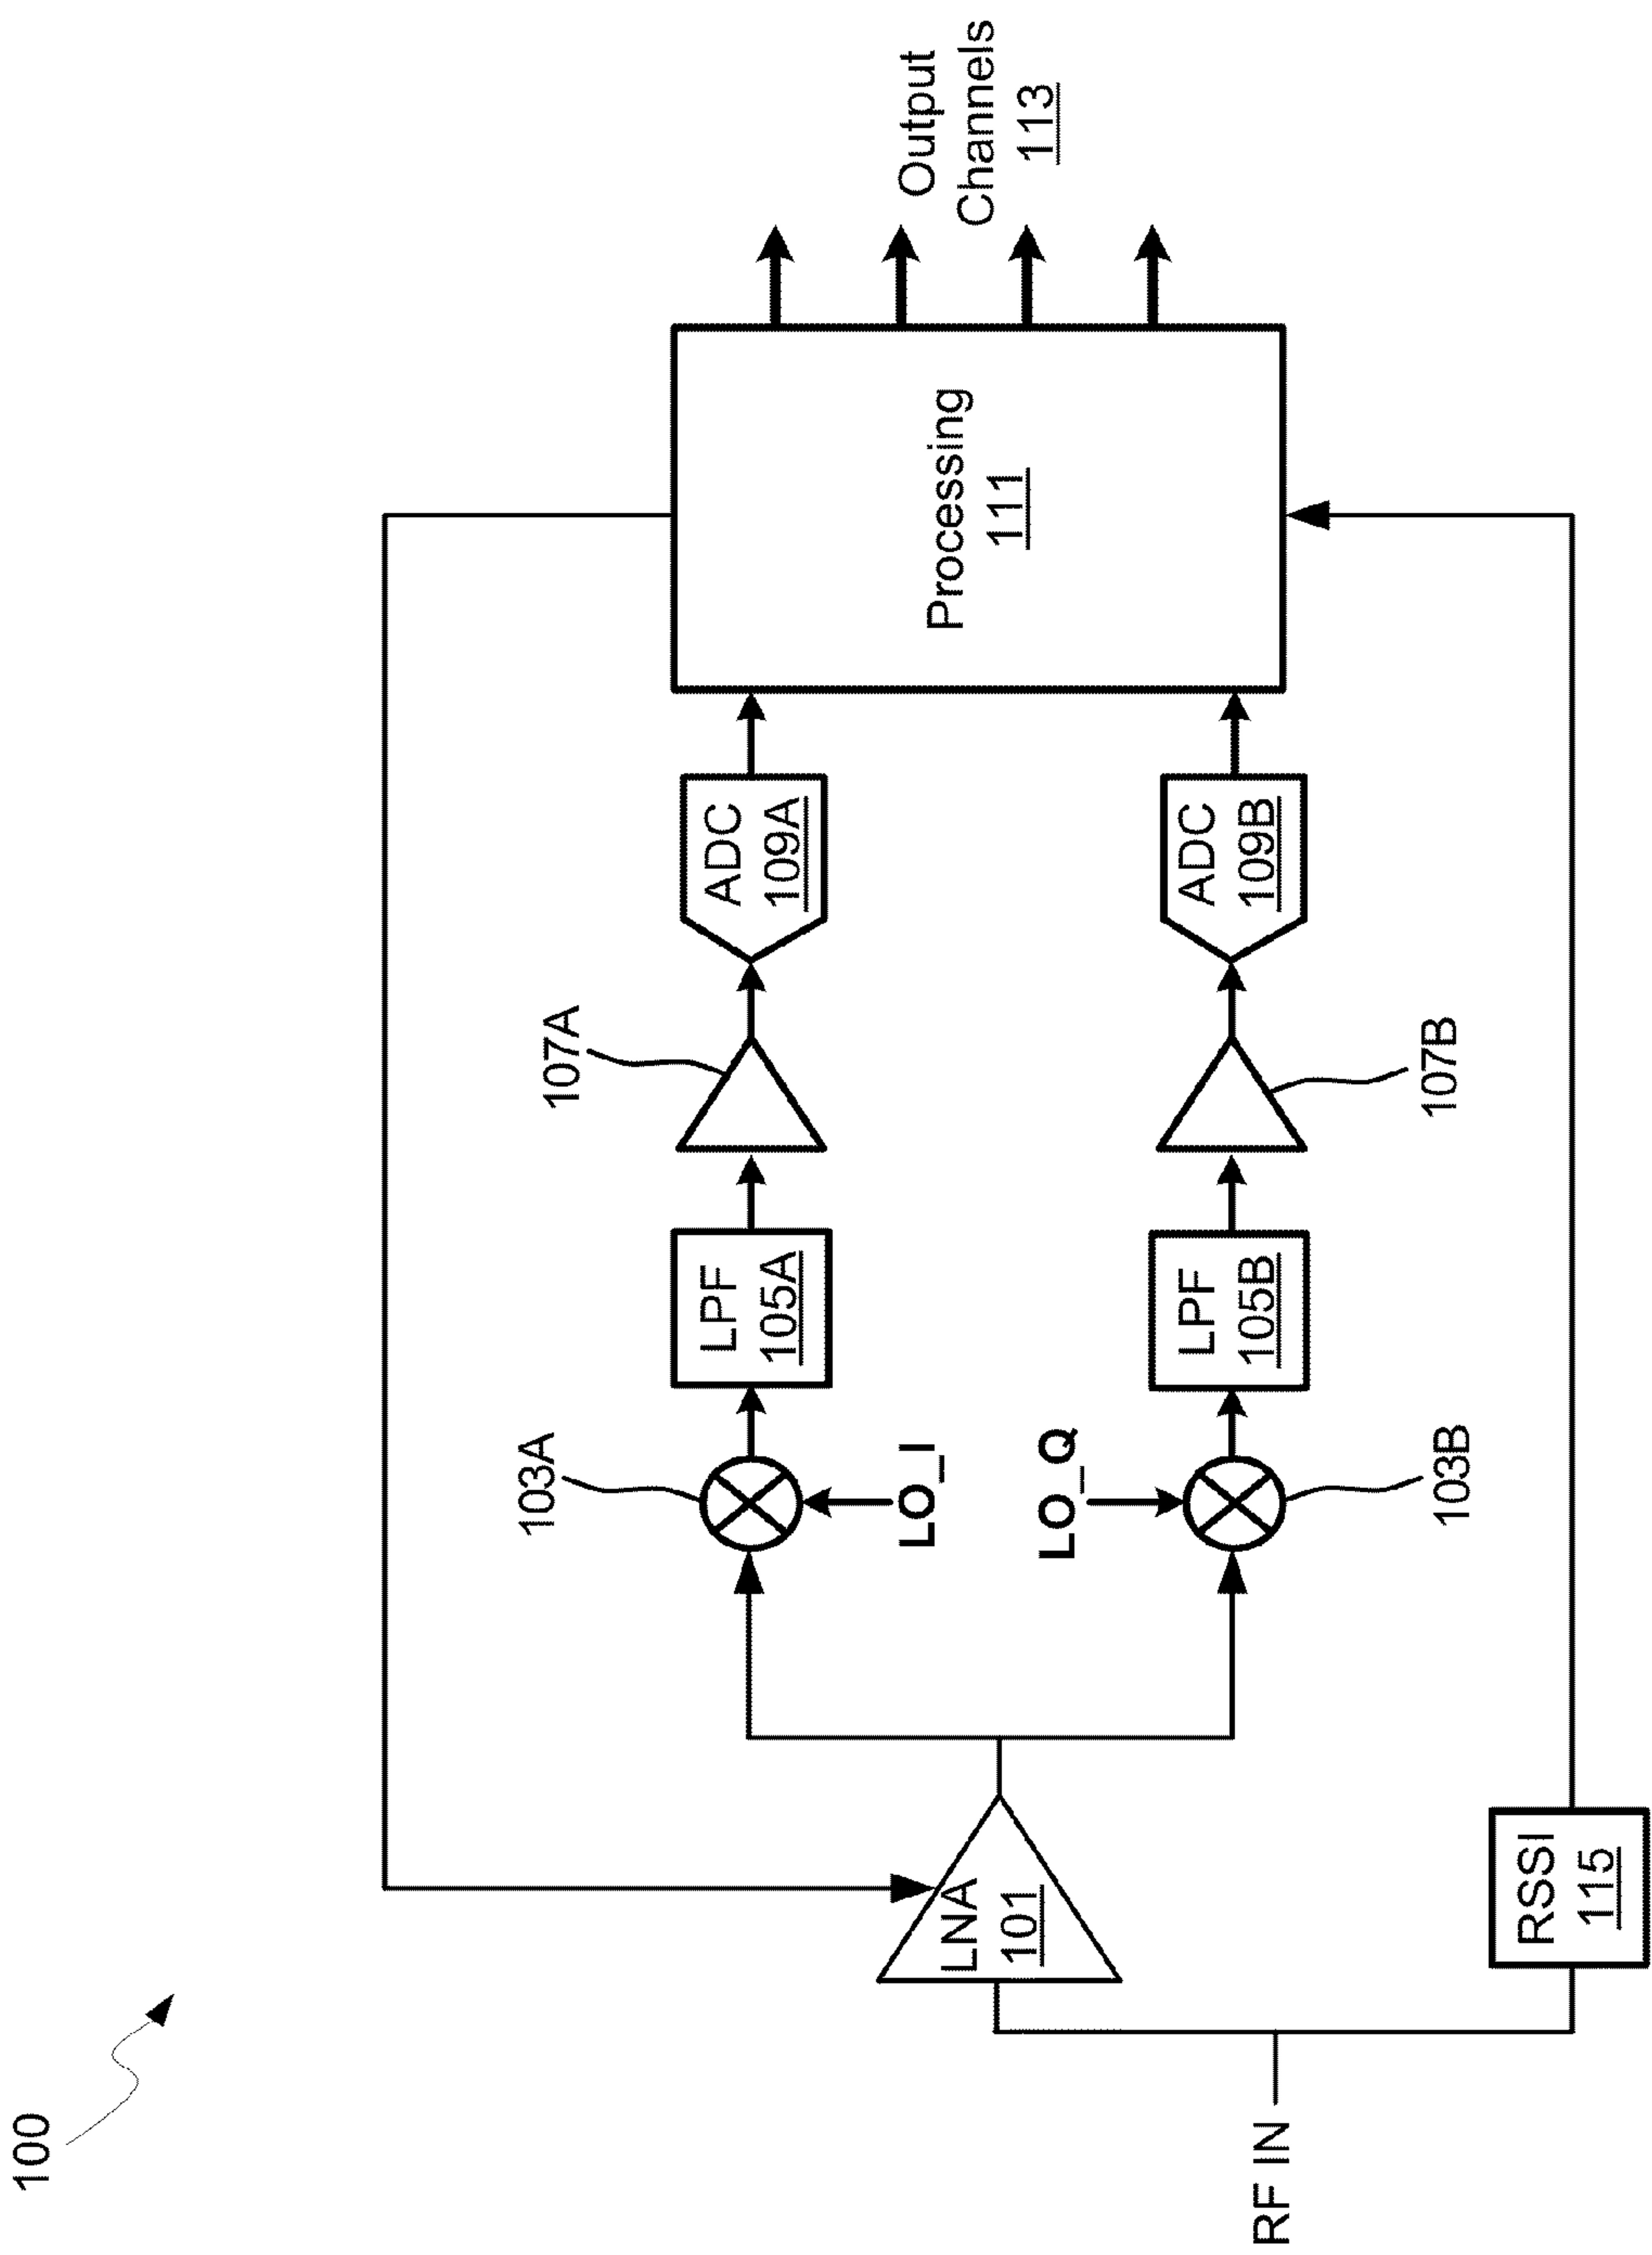 100
RF IN
LNA
101
RSSI
115
103A
LO_I
LO_Q
103B
LPF
105A
LPF
105B
107A
107B
ADC
109A
ADC
109B
Processing
111
Output
Channels
113